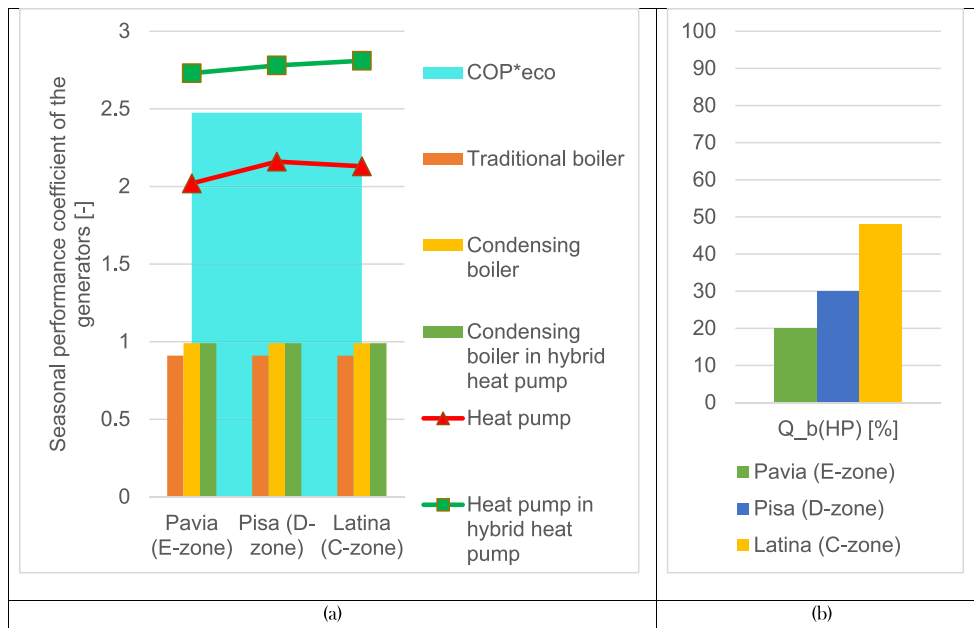 Seasonal performance coefficient of the
generators [-]
3
2.5
2
1.5
1
0.5
0
Pavia
(E-zone)
Pisa (D-
zone)
Latina
(C-zone)
COP*eco
Traditional boiler
Condensing
boiler
Condensing
boiler in hybrid
heat pump
Heat pump
Heat pump in
hybrid heat
pump
(a)
100
90
80
70
60
50
40
30
20
10
0
Q_b(HP) [%]
Pavia (E-zone)
Pisa (D-zone)
Latina (C-zone)
(b)